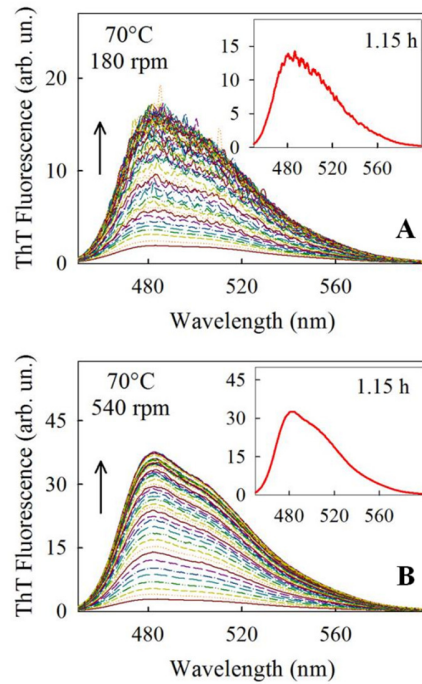 70°C
180 rpm
1.15 h
15
10
5
0
480 520 560
20
10
0
ThT Fluorescence (arb. un.)
A
480 520 560
Wavelength (nm)
70°C
540 rpm
1.15 h
45
30
15
0
480 520 560
45
30
15
0
ThT Fluorescence (arb. un.)
B
480 520 560
Wavelength (nm)